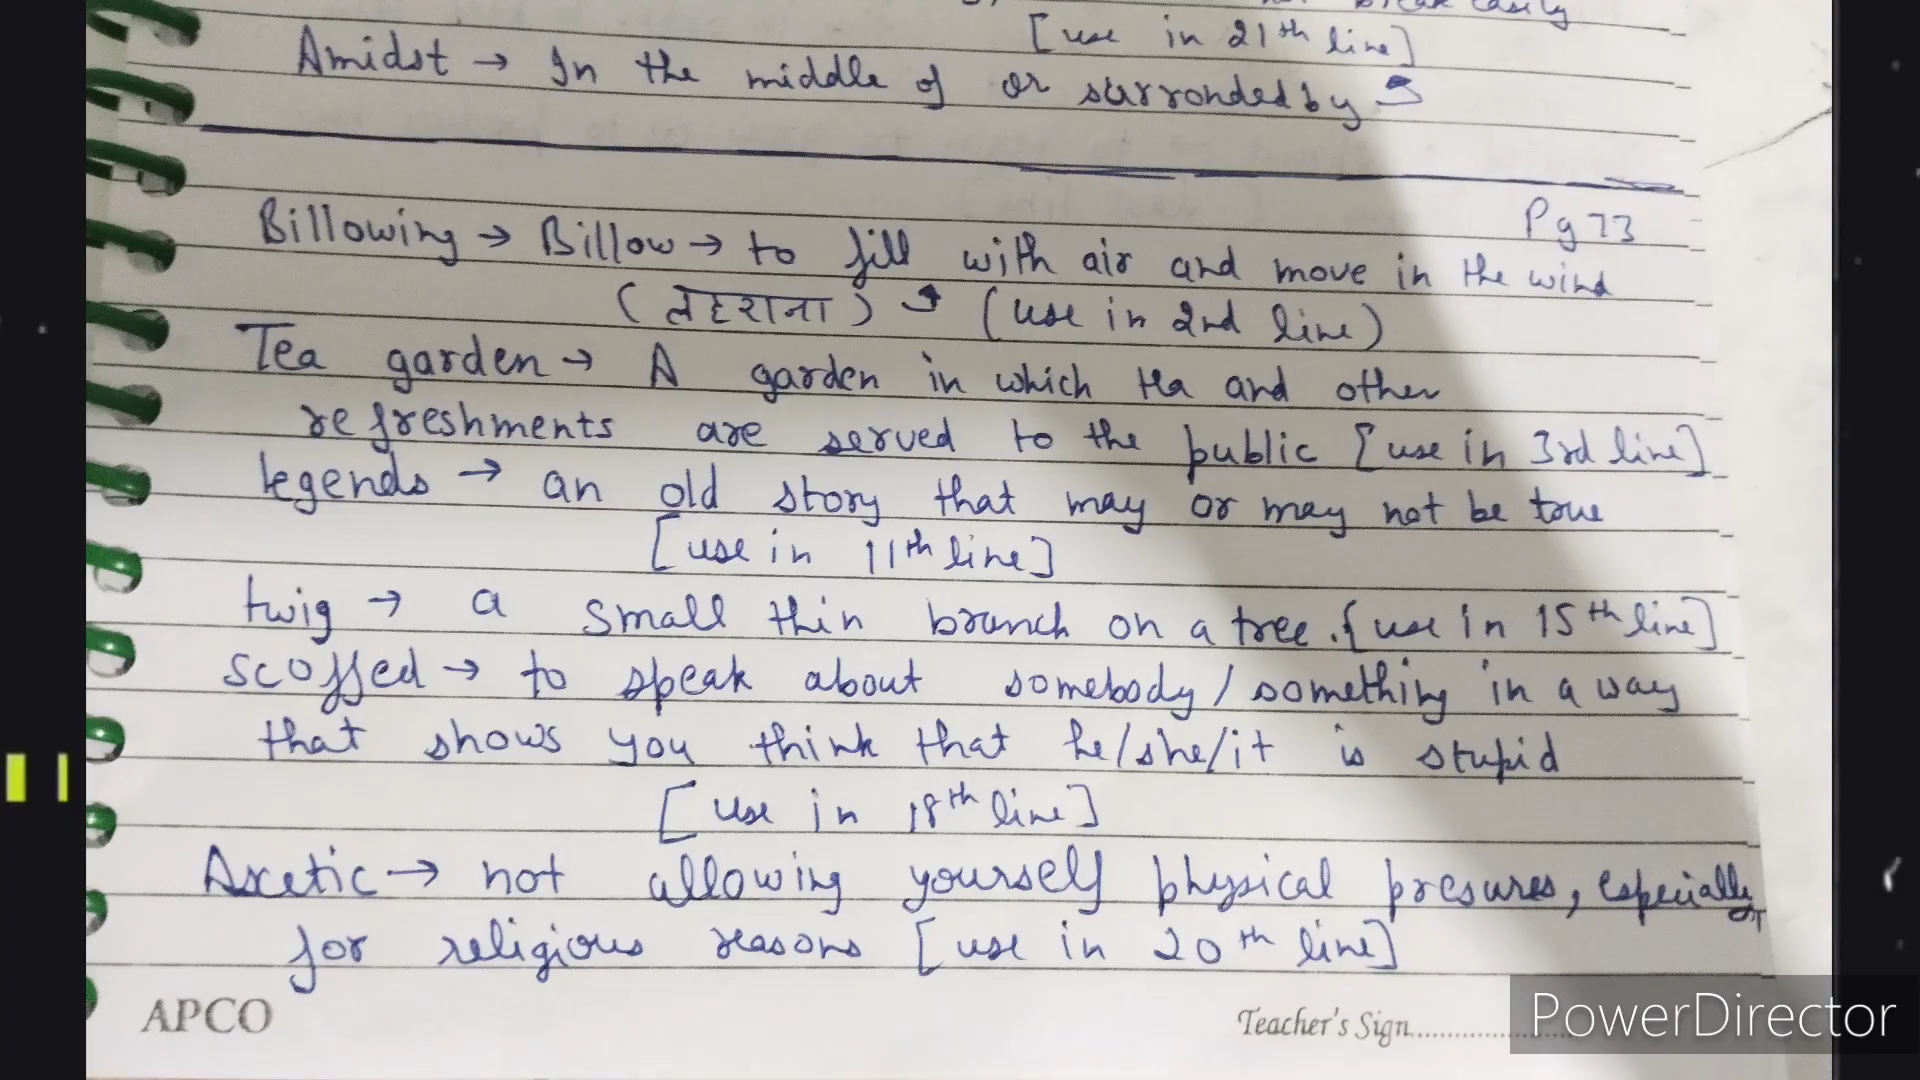 break easily
[use in 21th line]
Amidst → In the middle of or surronded by
Pg 73
Billowing → Billow → to fill with air and move in the wind
(लहराना) (use in 2nd line)
Tea garden → A garden in which tea and other
refreshments are served to the public [use in 3rd line]
legends → an old story that may or may not be true
[use in 11th line]
twig → a small thin branch on a tree. [use in 15th line]
scoffed → to speak about somebody/something in a way
that shows you think that he/she/it is stupid
[use in 18th line]
Ascetic → not allowing yourself physical presures, especially
for religious reasons [use in 20th line]
APCO
Teacher's Sign..................
PowerDirector